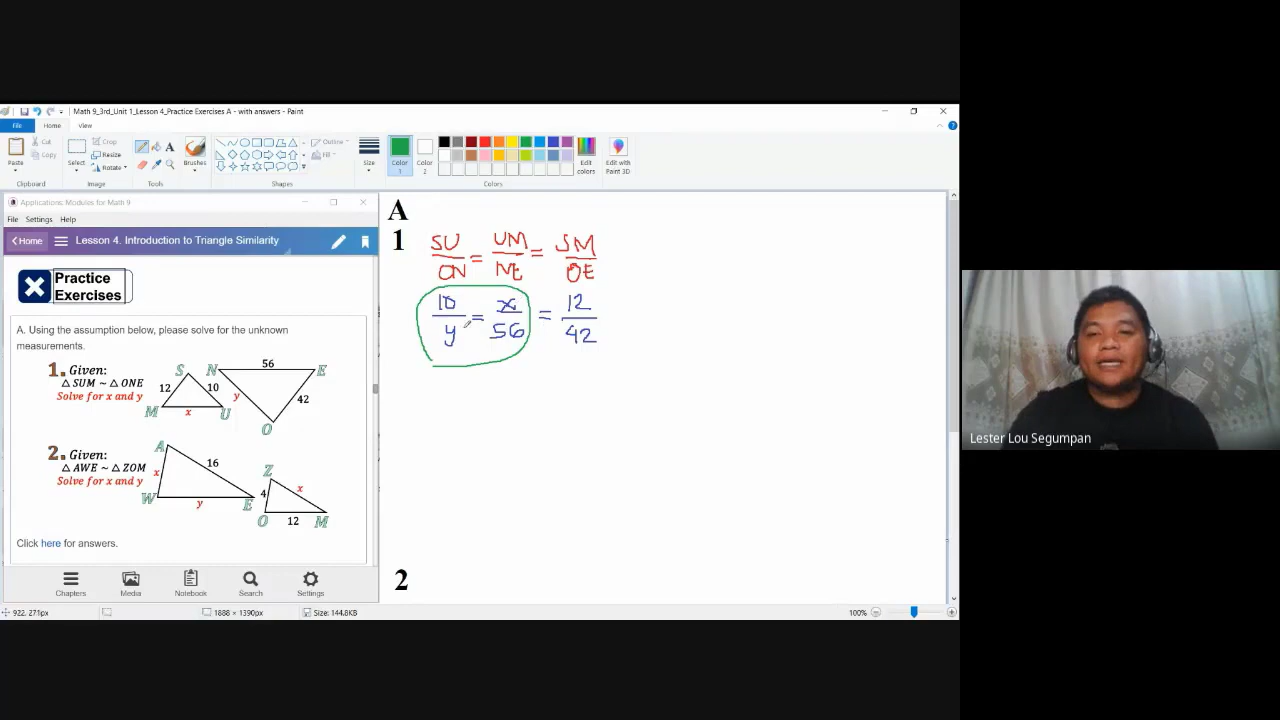 Math 9_3rd_Unit 1_Lesson 4_Practice Exercises A - with answers - Paint
File Home View
Paste
Cut
Copy
Clipboard
Select
Crop
Resize
Rotate
Image
A
Tools
Brushes
Outline
Fill
Shapes
Size
Color 1
Color 2
Edit colors
Colors
Edit with Paint 3D
Applications: Modules for Math 9
File Settings Help
Home
Lesson 4. Introduction to Triangle Similarity
Practice
Exercises
A. Using the assumption below, please solve for the unknown
measurements.
1. Given:
△ SUM ~ △ ONE
Solve for x and y
S
12
10
M
x
U
N
56
E
y
42
O
2. Given:
△ AWE ~ △ ZOM
Solve for x and y
A
16
x
W
y
E
Z
x
4
O
12
M
Click here for answers.
Chapters Media Notebook Search Settings
A
1
SU/ON = UM/NE = SM/OE
10/y = x/56 = 12/42
2
922, 271px
1888 × 1390px
Size: 144.8KB
100%
Lester Lou Segumpan